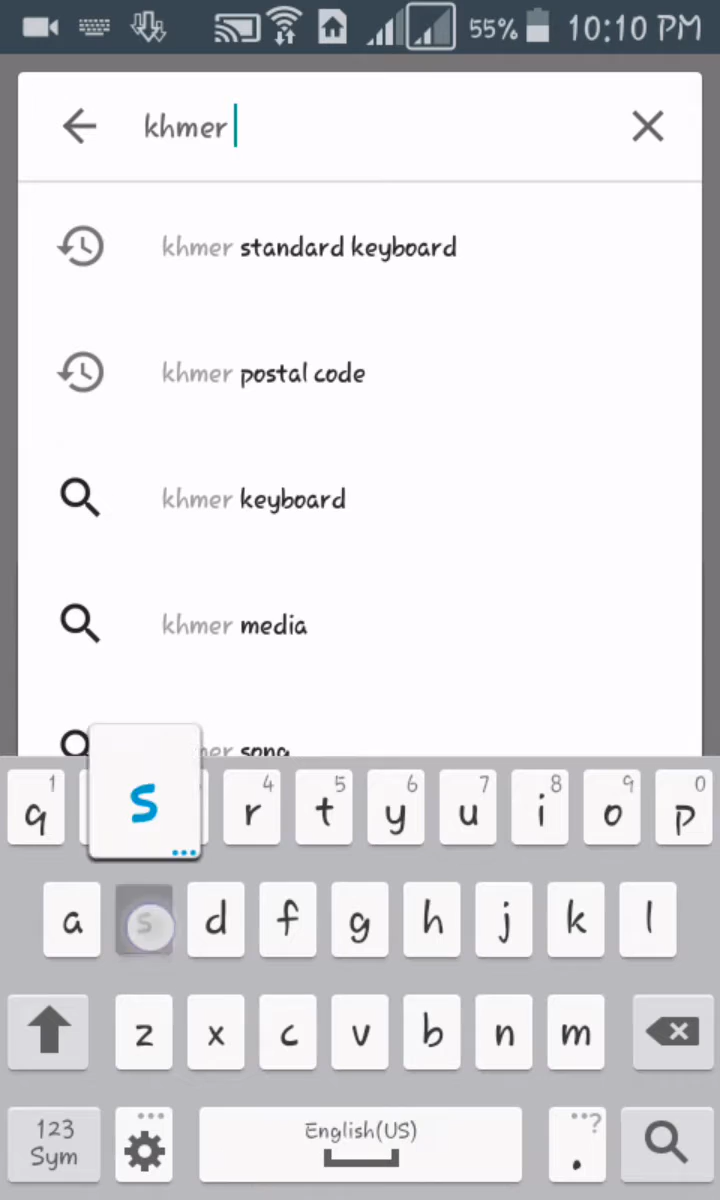 55% 10:10 PM
khmer
khmer standard keyboard
khmer postal code
khmer keyboard
khmer media
song
s
1 4 5 6 7 8 9 0
q r t y u i o p
a s d f g h j k l
z x c v b n m
123 English(US) ?
Sym .